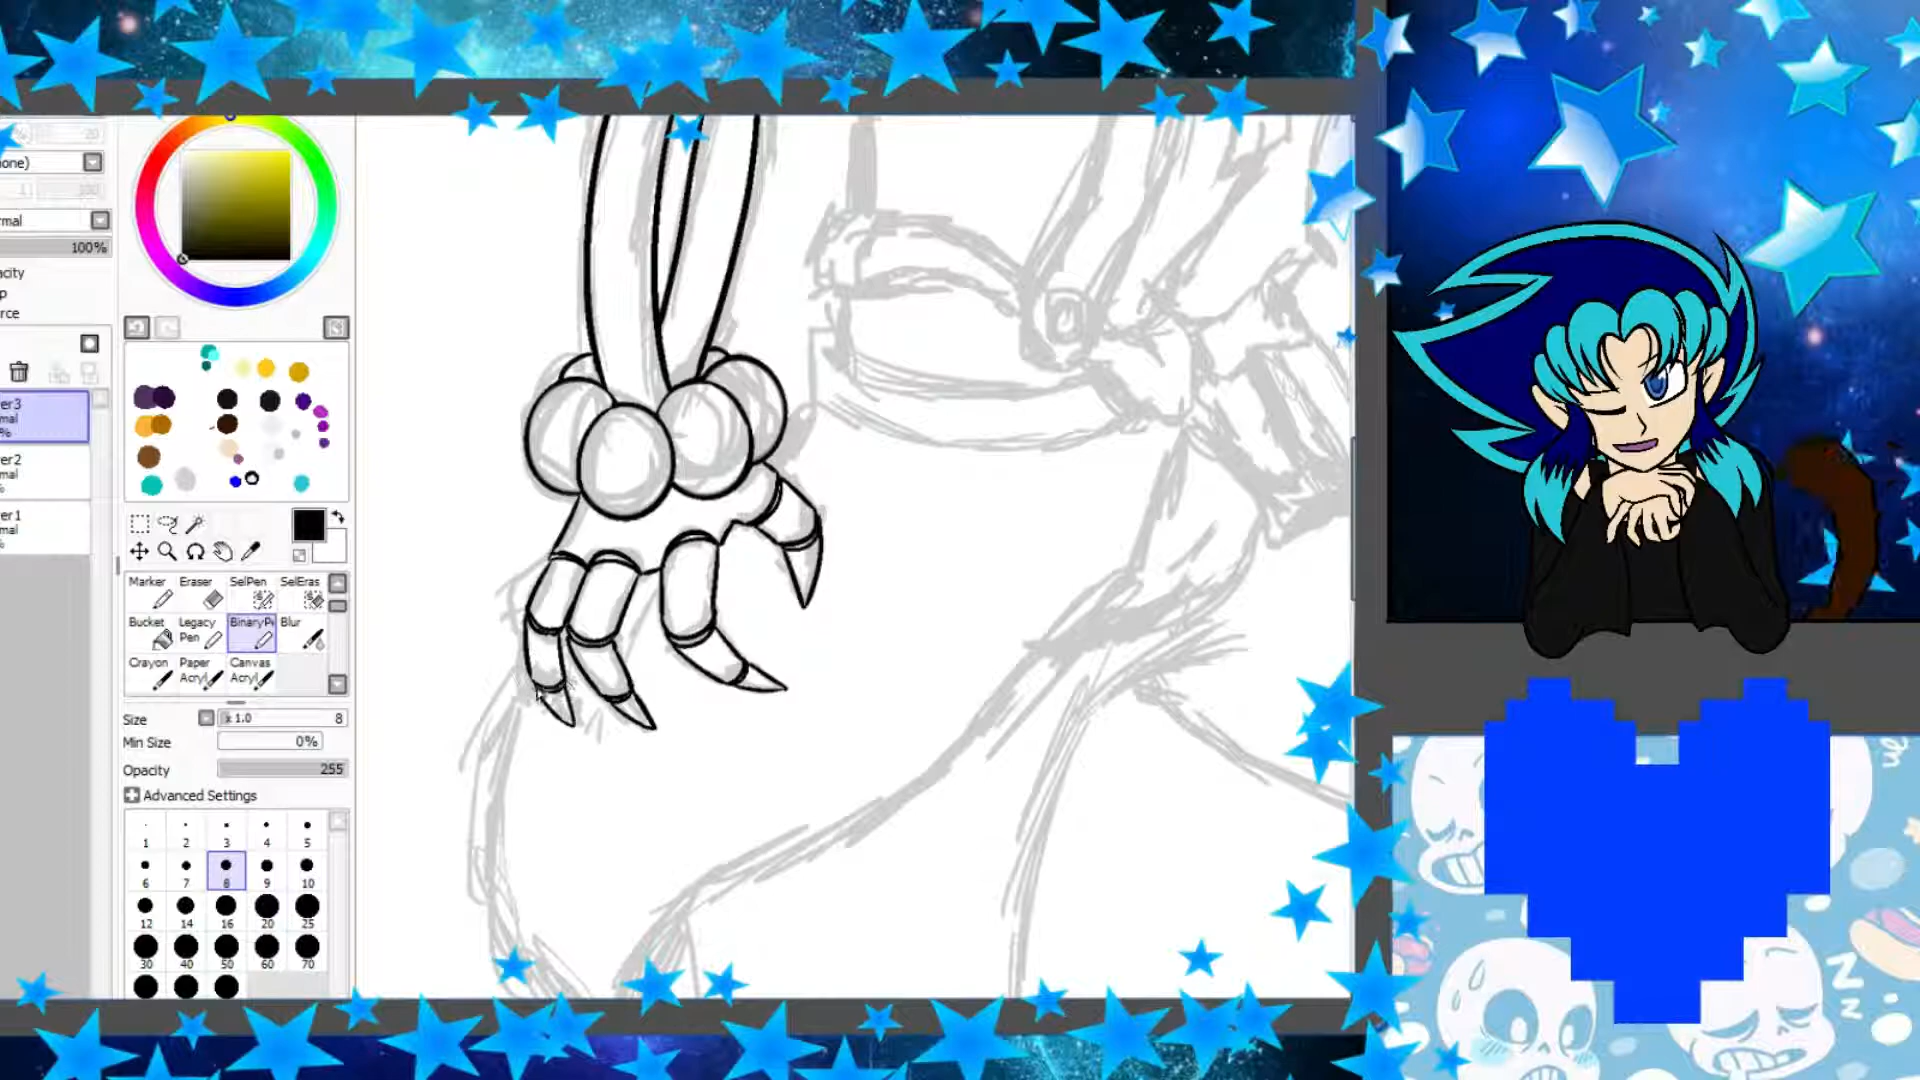 one)
rmal
100%
acity
p
rce
er3
mal
%
er2
mal
%
er1
mal
%
Marker Eraser SelPen SelEras
Bucket Legacy Pen BinaryPe Blur
Crayon Paper Acryl Canvas Acryl
Size x 1.0 8
Min Size 0%
Opacity 255
Advanced Settings
1 2 3 4 5
6 7 8 9 10
12 14 16 20 25
30 40 50 60 70
Z
Z
Z